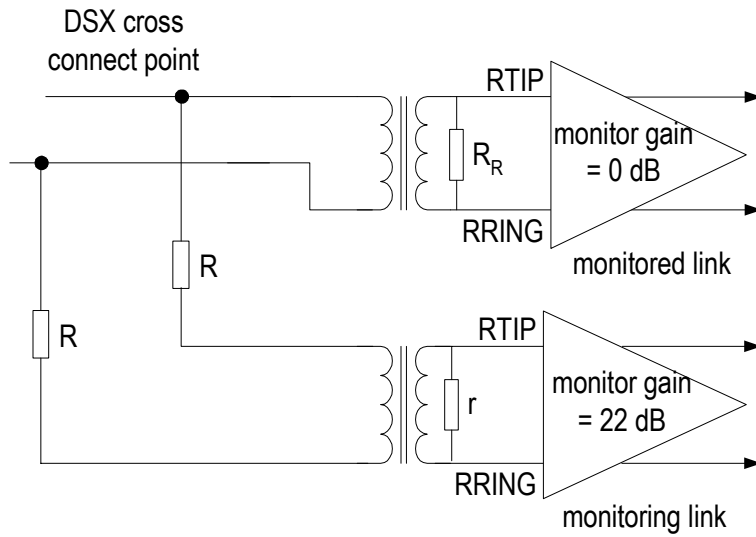 DSX cross
connect point
RTIP
monitor gain
= 0 dB
R_R
RRING
monitored link
R
R
RTIP
monitor gain
= 22 dB
r
RRING
monitoring link